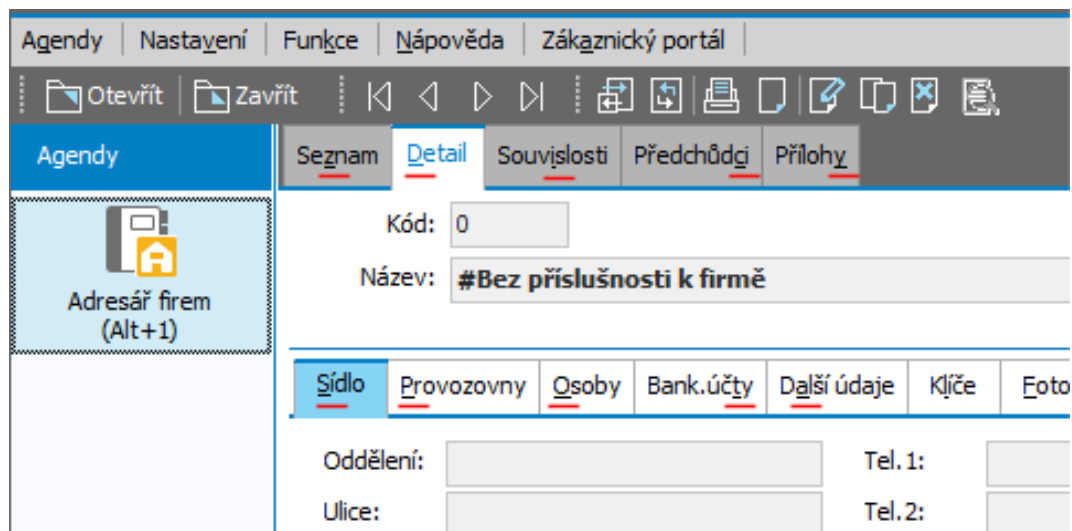 Agendy Nastavení Funkce Nápověda Zákaznický portál
Otevřít Zavřít
Agendy
Seznam Detail Souvislosti Předchůdci Přílohy
Kód: 0
Název: #Bez příslušnosti k firmě
Adresář firem
(Alt+1)
Sídlo Provozovny Osoby Bank.účty Další údaje Klíče Foto
Oddělení: Tel.1:
Ulice: Tel.2: